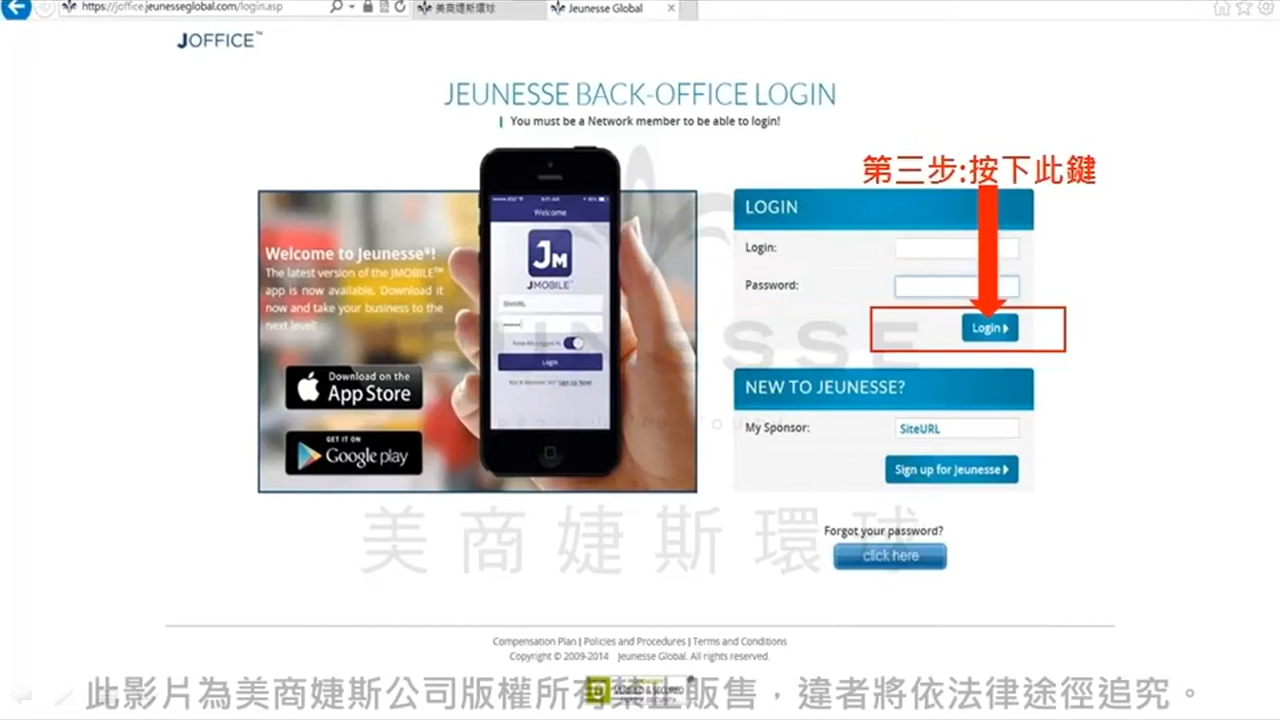 https://joffice.jeunesseglobal.com/login.asp
美商婕斯環球
Jeunesse Global
JOFFICE™
JEUNESSE BACK-OFFICE LOGIN
You must be a Network member to be able to login!
第三步:按下此鍵
LOGIN
Login:
Password:
Login
Welcome to Jeunesse®!
The latest version of the JMOBILE™
app is now available. Download it
now and take your business to the
next level!
Download on the
App Store
GET IT ON
Google play
Welcome
JM
JMOBILE™
SiteURL
Login
JEUNESSE
NEW TO JEUNESSE?
My Sponsor:
SiteURL
Sign up for Jeunesse
Forgot your password?
click here
美商婕斯環球
Compensation Plan | Policies and Procedures | Terms and Conditions
Copyright © 2009-2014 Jeunesse Global. All rights reserved.
此影片為美商婕斯公司版權所有禁止販售，違者將依法律途徑追究。